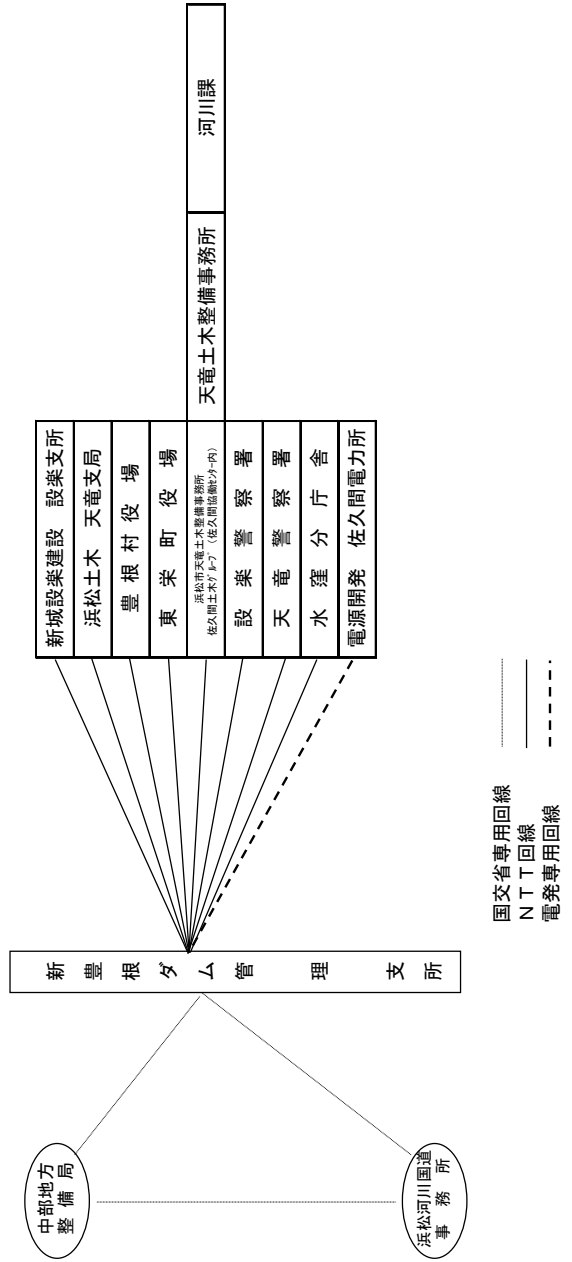 中部地方
整備局
浜松河川国道
事務所
新豊根ダム管理支所
新城設楽建設 設楽支所
浜松土木 天竜支局
豊根村役場
東栄町役場
浜松市天竜土木整備事務所
佐久間土木グループ(佐久間協働センター内)
設楽警察署
天竜警察署
水窪分庁舎
電源開発 佐久間電力所
天竜土木整備事務所
河川課
国交省専用回線
NTT回線
電発専用回線